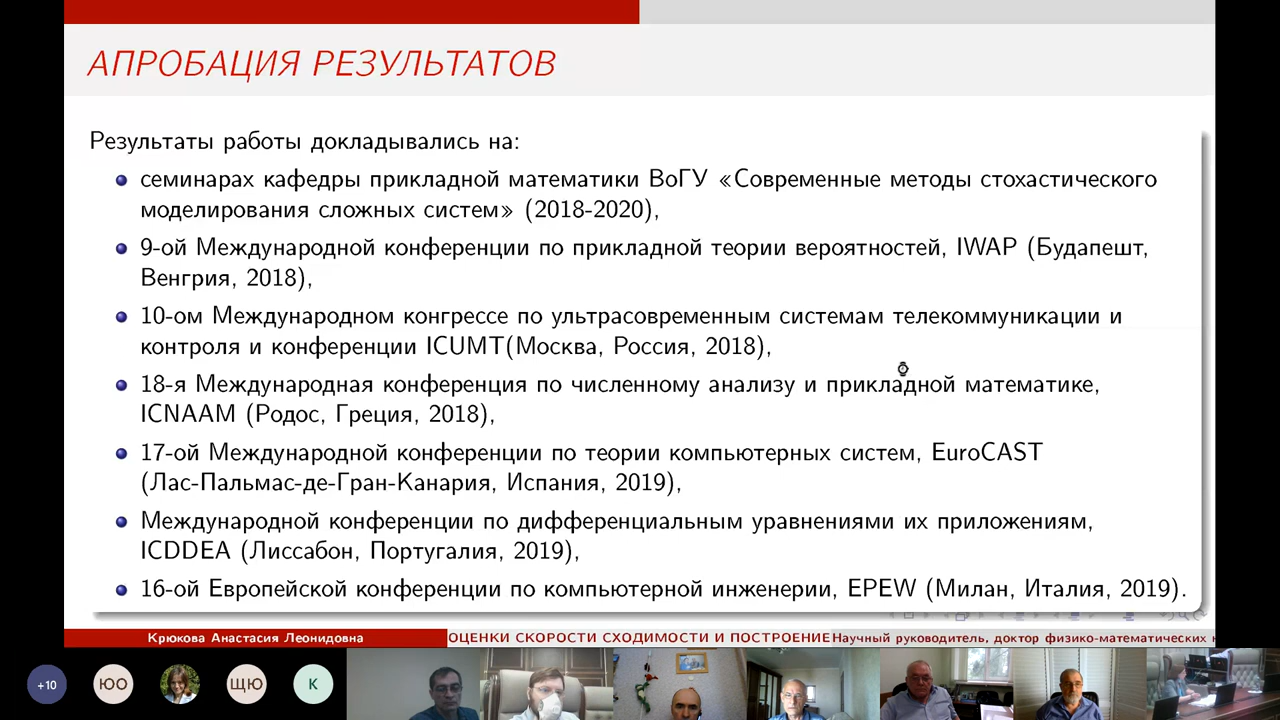 АПРОБАЦИЯ РЕЗУЛЬТАТОВ
Результаты работы докладывались на:
семинарах кафедры прикладной математики ВоГУ «Современные методы стохастического
моделирования сложных систем» (2018-2020),
9-ой Международной конференции по прикладной теории вероятностей, IWAP (Будапешт,
Венгрия, 2018),
10-ом Международном конгрессе по ультрасовременным системам телекоммуникации и
контроля и конференции ICUMT(Москва, Россия, 2018),
18-я Международная конференция по численному анализу и прикладной математике,
ICNAAM (Родос, Греция, 2018),
17-ой Международной конференции по теории компьютерных систем, EuroCAST
(Лас-Пальмас-де-Гран-Канария, Испания, 2019),
Международной конференции по дифференциальным уравнениями их приложениям,
ICDDEA (Лиссабон, Португалия, 2019),
16-ой Европейской конференции по компьютерной инженерии, EPEW (Милан, Италия, 2019).
Крюкова Анастасия Леонидовна ОЦЕНКИ СКОРОСТИ СХОДИМОСТИ И ПОСТРОЕНИЕ Научный руководитель, доктор физико-математических
+10 ЮО ЩЮ К